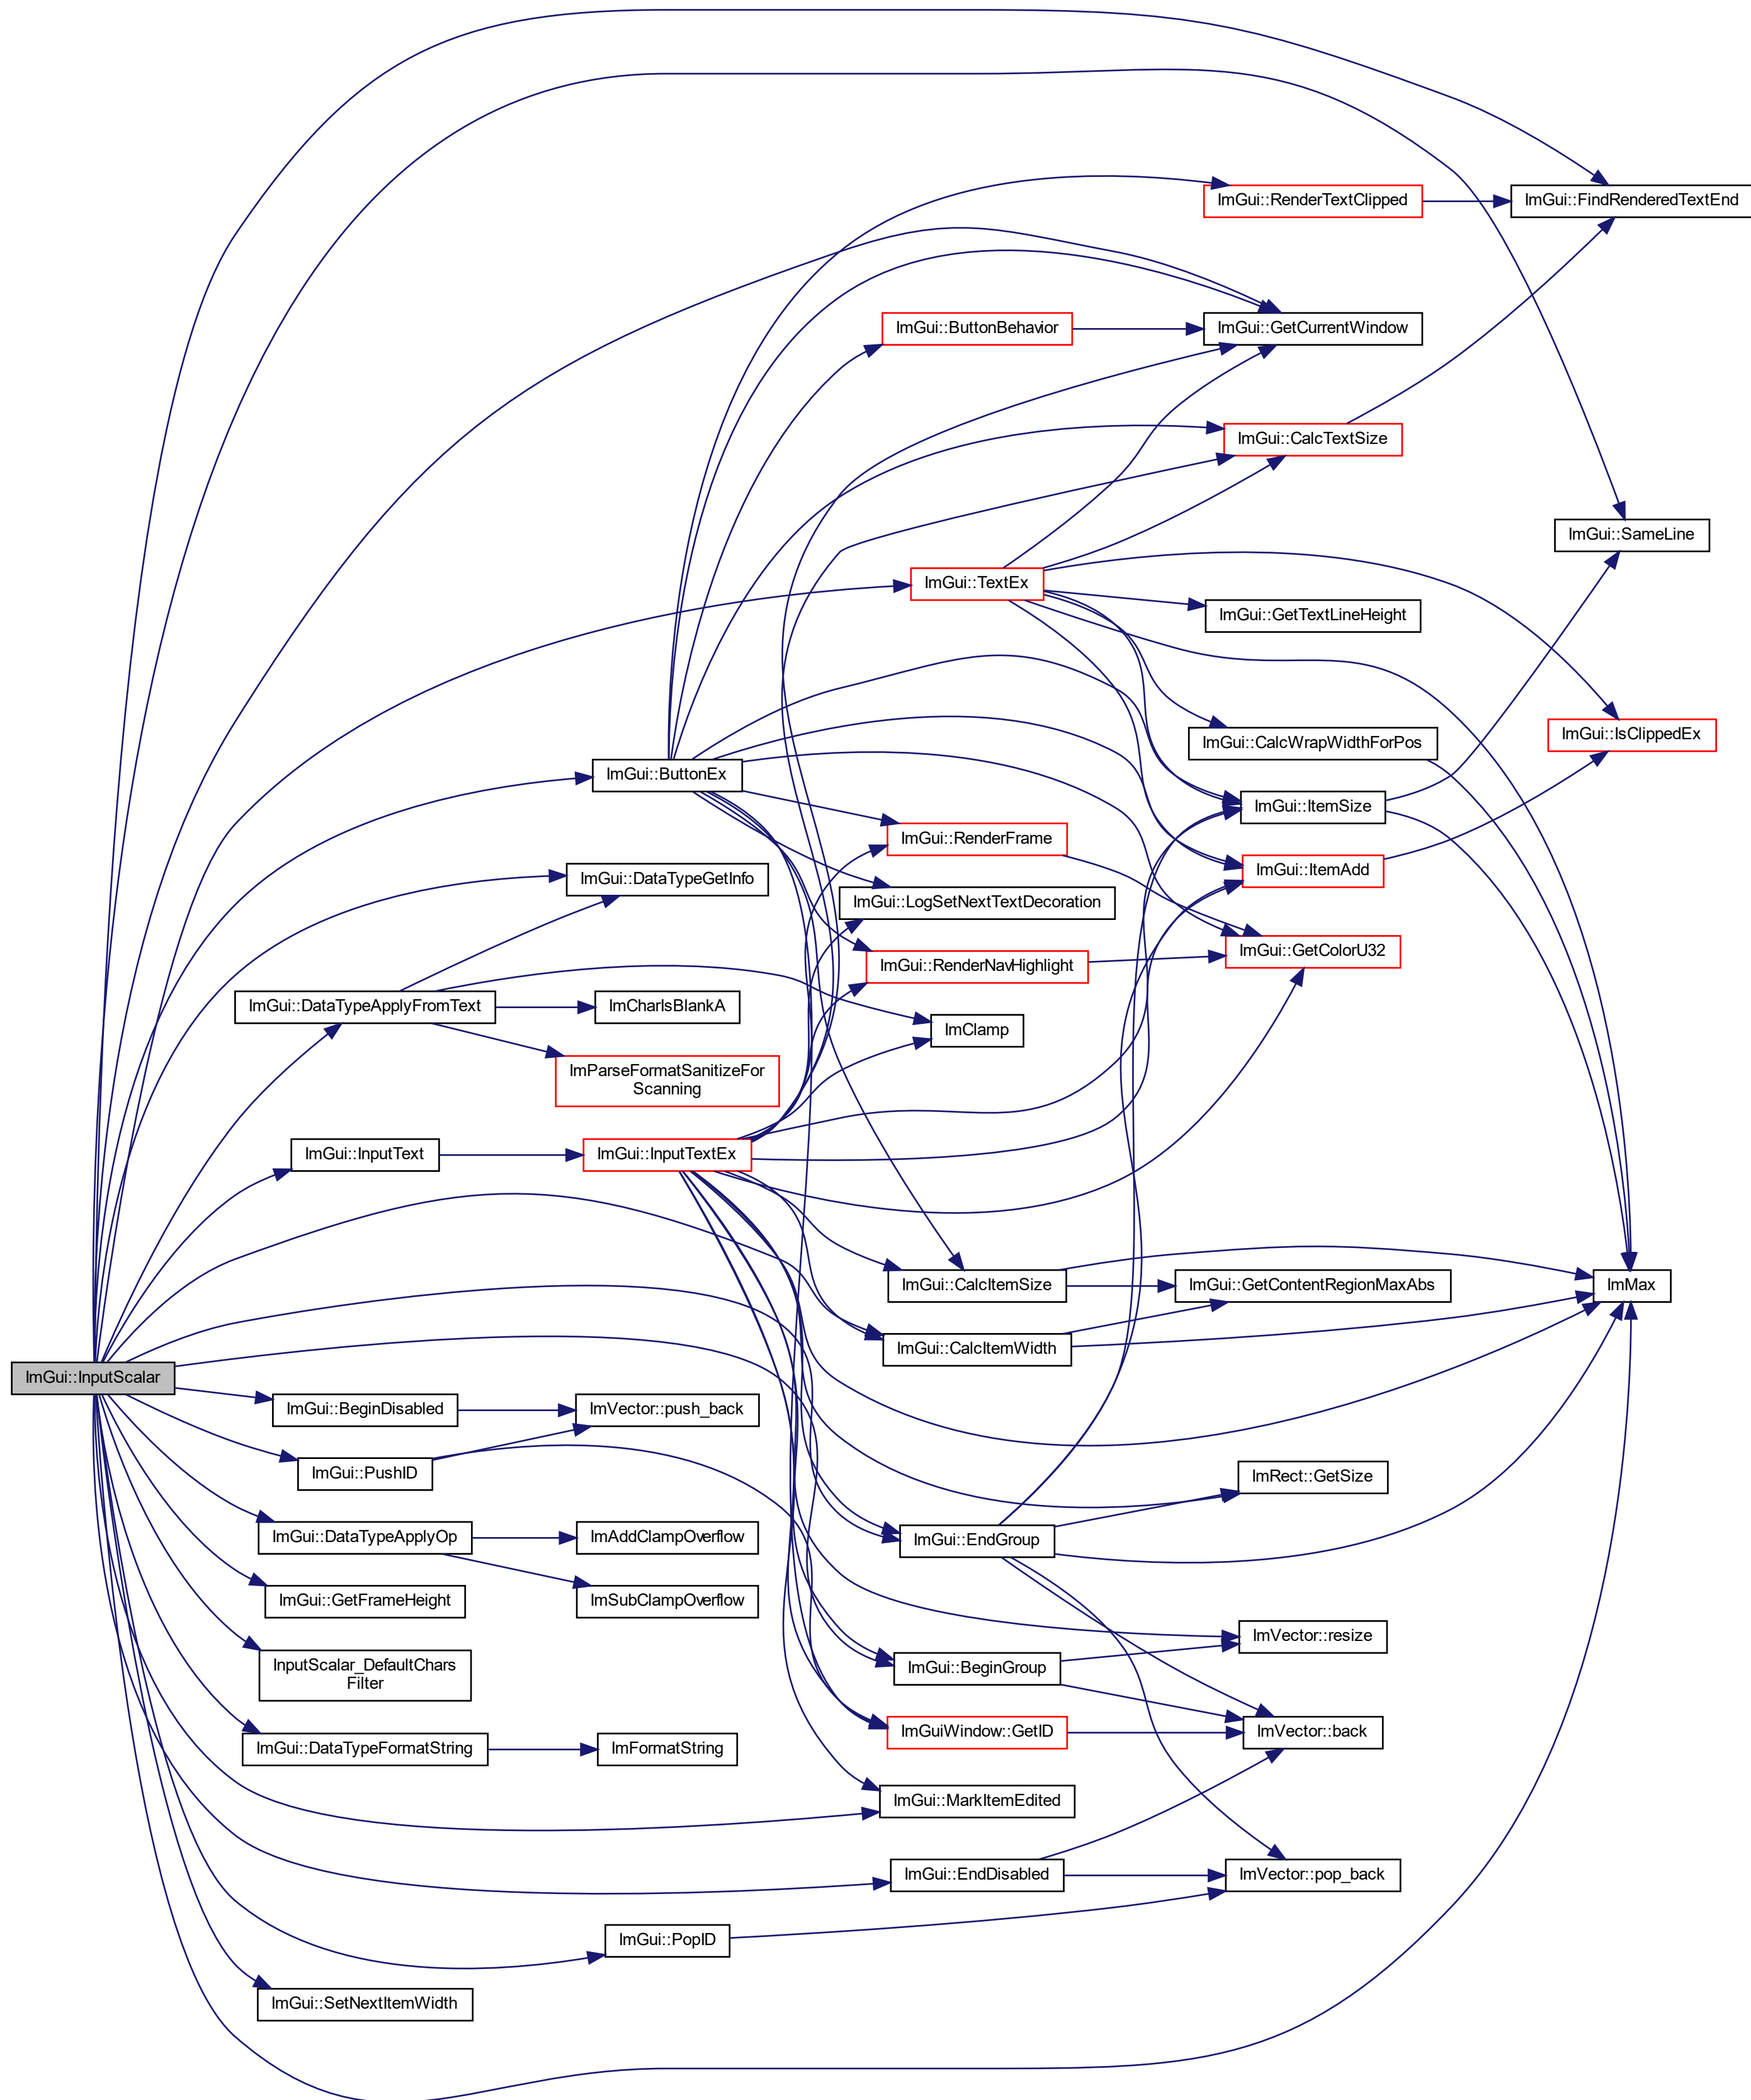 ImGui::RenderTextClipped
ImGui::FindRenderedTextEnd
ImGui::ButtonBehavior
ImGui::GetCurrentWindow
ImGui::CalcTextSize
ImGui::SameLine
ImGui::TextEx
ImGui::GetTextLineHeight
ImGui::CalcWrapWidthForPos
ImGui::IsClippedEx
ImGui::ButtonEx
ImGui::ItemSize
ImGui::RenderFrame
ImGui::ItemAdd
ImGui::DataTypeGetInfo
ImGui::LogSetNextTextDecoration
ImGui::GetColorU32
ImGui::RenderNavHighlight
ImGui::DataTypeApplyFromText
ImCharIsBlankA
ImClamp
ImParseFormatSanitizeFor
Scanning
ImGui::InputText
ImGui::InputTextEx
ImGui::CalcItemSize
ImGui::GetContentRegionMaxAbs
ImMax
ImGui::CalcItemWidth
ImGui::InputScalar
ImGui::BeginDisabled
ImVector::push_back
ImGui::PushID
ImRect::GetSize
ImGui::DataTypeApplyOp
ImAddClampOverflow
ImGui::EndGroup
ImGui::GetFrameHeight
ImSubClampOverflow
ImVector::resize
InputScalar_DefaultChars
Filter
ImGui::BeginGroup
ImGuiWindow::GetID
ImVector::back
ImGui::DataTypeFormatString
ImFormatString
ImGui::MarkItemEdited
ImGui::EndDisabled
ImVector::pop_back
ImGui::PopID
ImGui::SetNextItemWidth